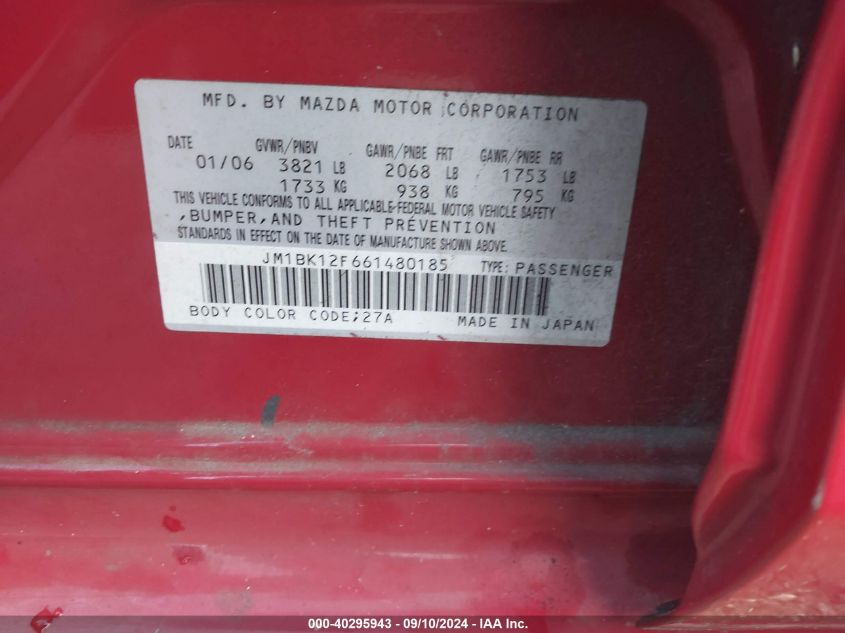 MFD. BY MAZDA MOTOR CORPORATION
DATE GVWR/PNBV GAWR/PNBE FRT GAWR/PNBE RR
01/06 3821 LB 2068 LB 1753 LB
1733 KG 938 KG 795 KG
THIS VEHICLE CONFORMS TO ALL APPLICABLE FEDERAL MOTOR VEHICLE SAFETY
,BUMPER,AND THEFT PREVENTION
STANDARDS IN EFFECT ON THE DATE OF MANUFACTURE SHOWN ABOVE.
JM1BK12F661480185 TYPE: PASSENGER
BODY COLOR CODE;27A MADE IN JAPAN
000-40295943 - 09/10/2024 - IAA Inc.